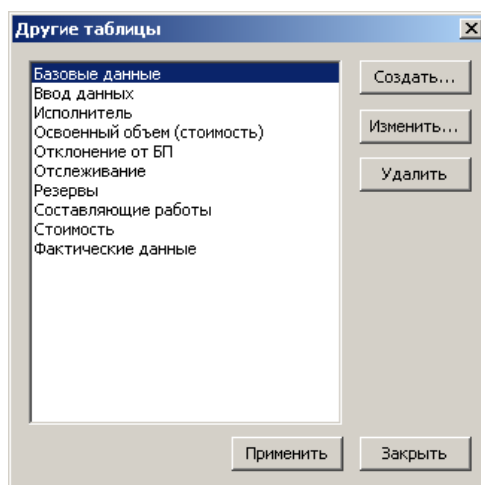 Другие таблицы
Базовые данные
Ввод данных
Исполнитель
Освоенный объем (стоимость)
Отклонение от БП
Отслеживание
Резервы
Составляющие работы
Стоимость
Фактические данные
Создать...
Изменить...
Удалить
Применить
Закрыть